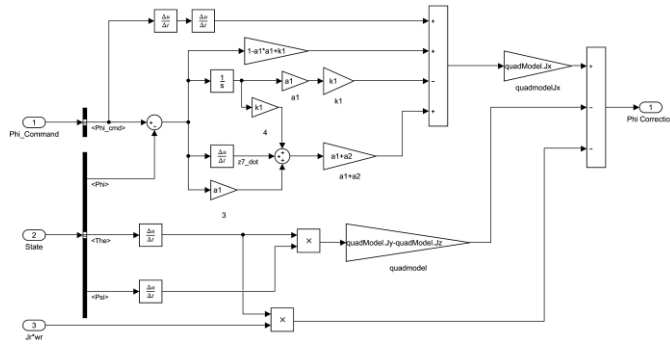 Δu
Δt
Δu
Δt
+
1-a1*a1+k1
+
quadModel.Jx
+
quadmodelJx
1
s
a1
a1
k1
k1
−
k1
4
+
1
Phi_Command
<Phi_cmd>
+
−
−
1
Phi Correctio
Δu
Δt
z7_dot
+
+
+
a1+a2
a1+a2
−
a1
3
<Phi>
2
State
<The>
Δu
Δt
×
quadModel.Jy-quadModel.Jz
quadmodel
<Psi>
Δu
Δt
3
Jr*wr
×